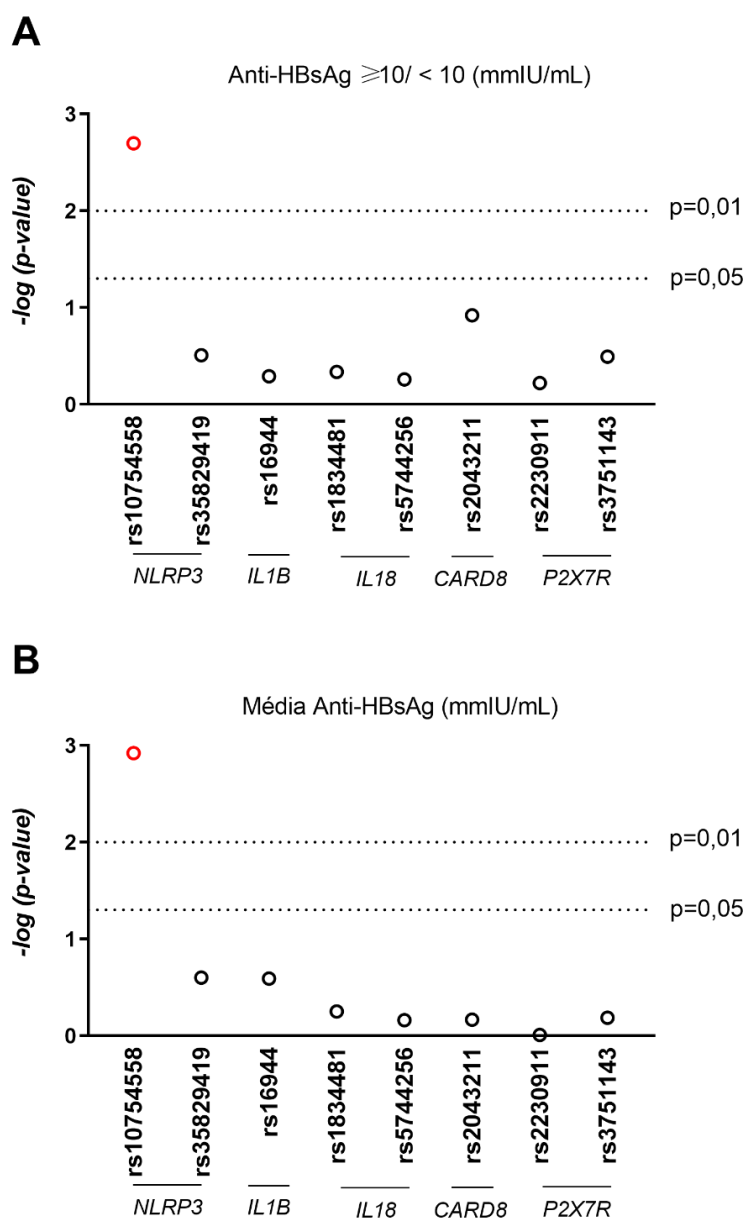 A
Anti-HBsAg ⩾10/ < 10 (mmIU/mL)
-log (p-value)
3
2
1
0
p=0,01
p=0,05
rs10754558
rs35829419
rs16944
rs1834481
rs5744256
rs2043211
rs2230911
rs3751143
NLRP3
IL1B
IL18
CARD8
P2X7R
B
Média Anti-HBsAg (mmIU/mL)
-log (p-value)
3
2
1
0
p=0,01
p=0,05
rs10754558
rs35829419
rs16944
rs1834481
rs5744256
rs2043211
rs2230911
rs3751143
NLRP3
IL1B
IL18
CARD8
P2X7R